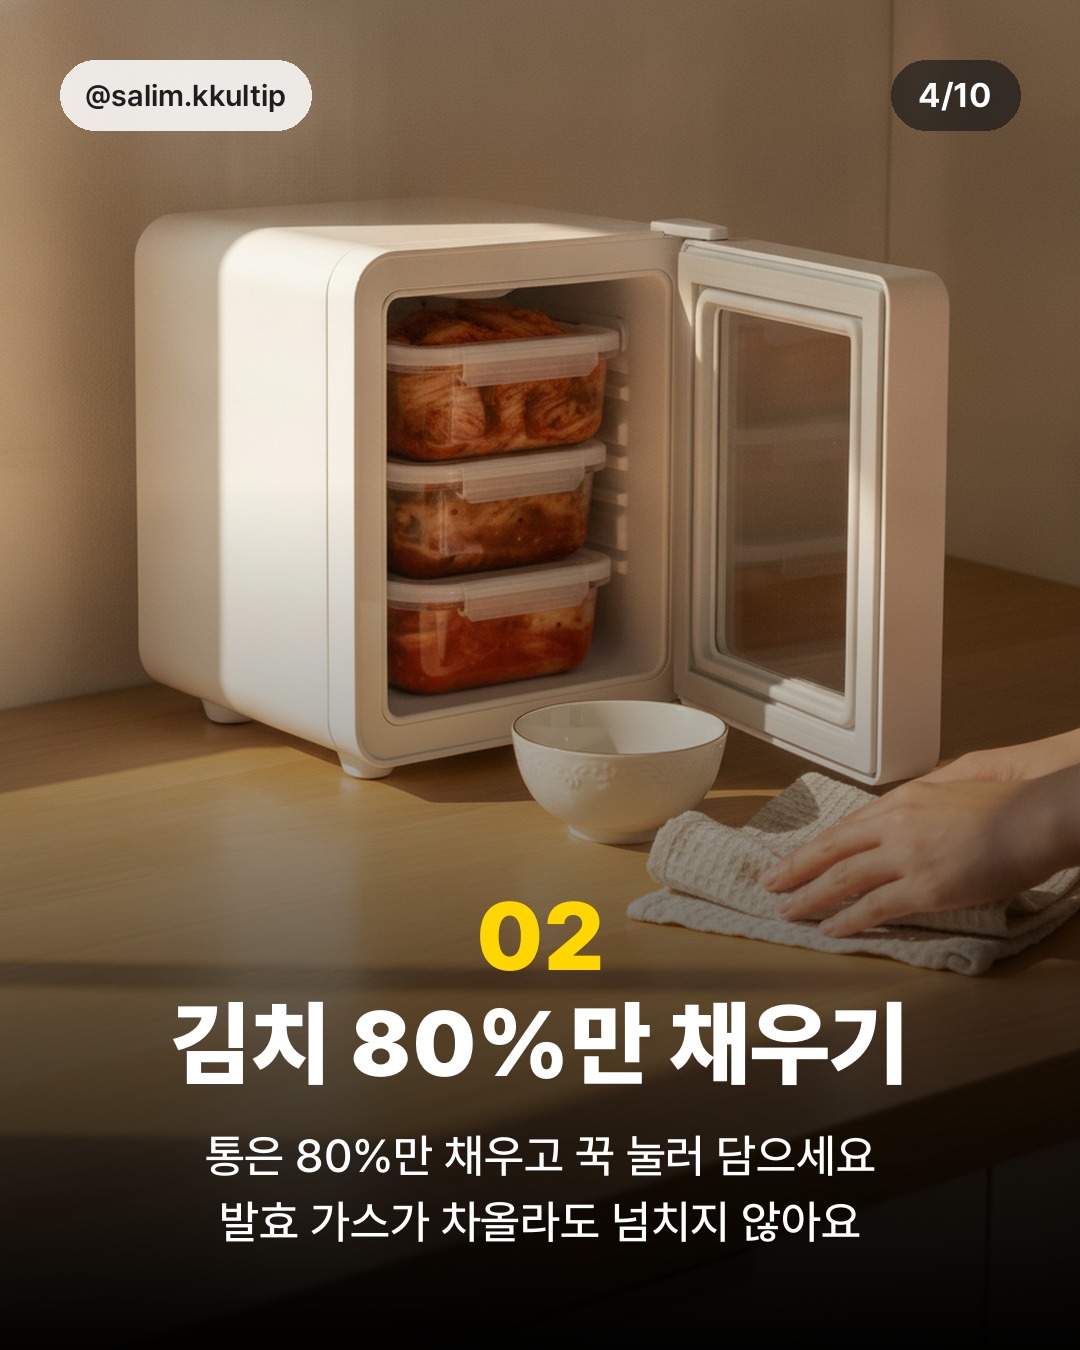 @salim.kkultip
4/10
02
김치 80%만 채우기
통은 80%만 채우고 꾹 눌러 담으세요
발효 가스가 차올라도 넘치지 않아요